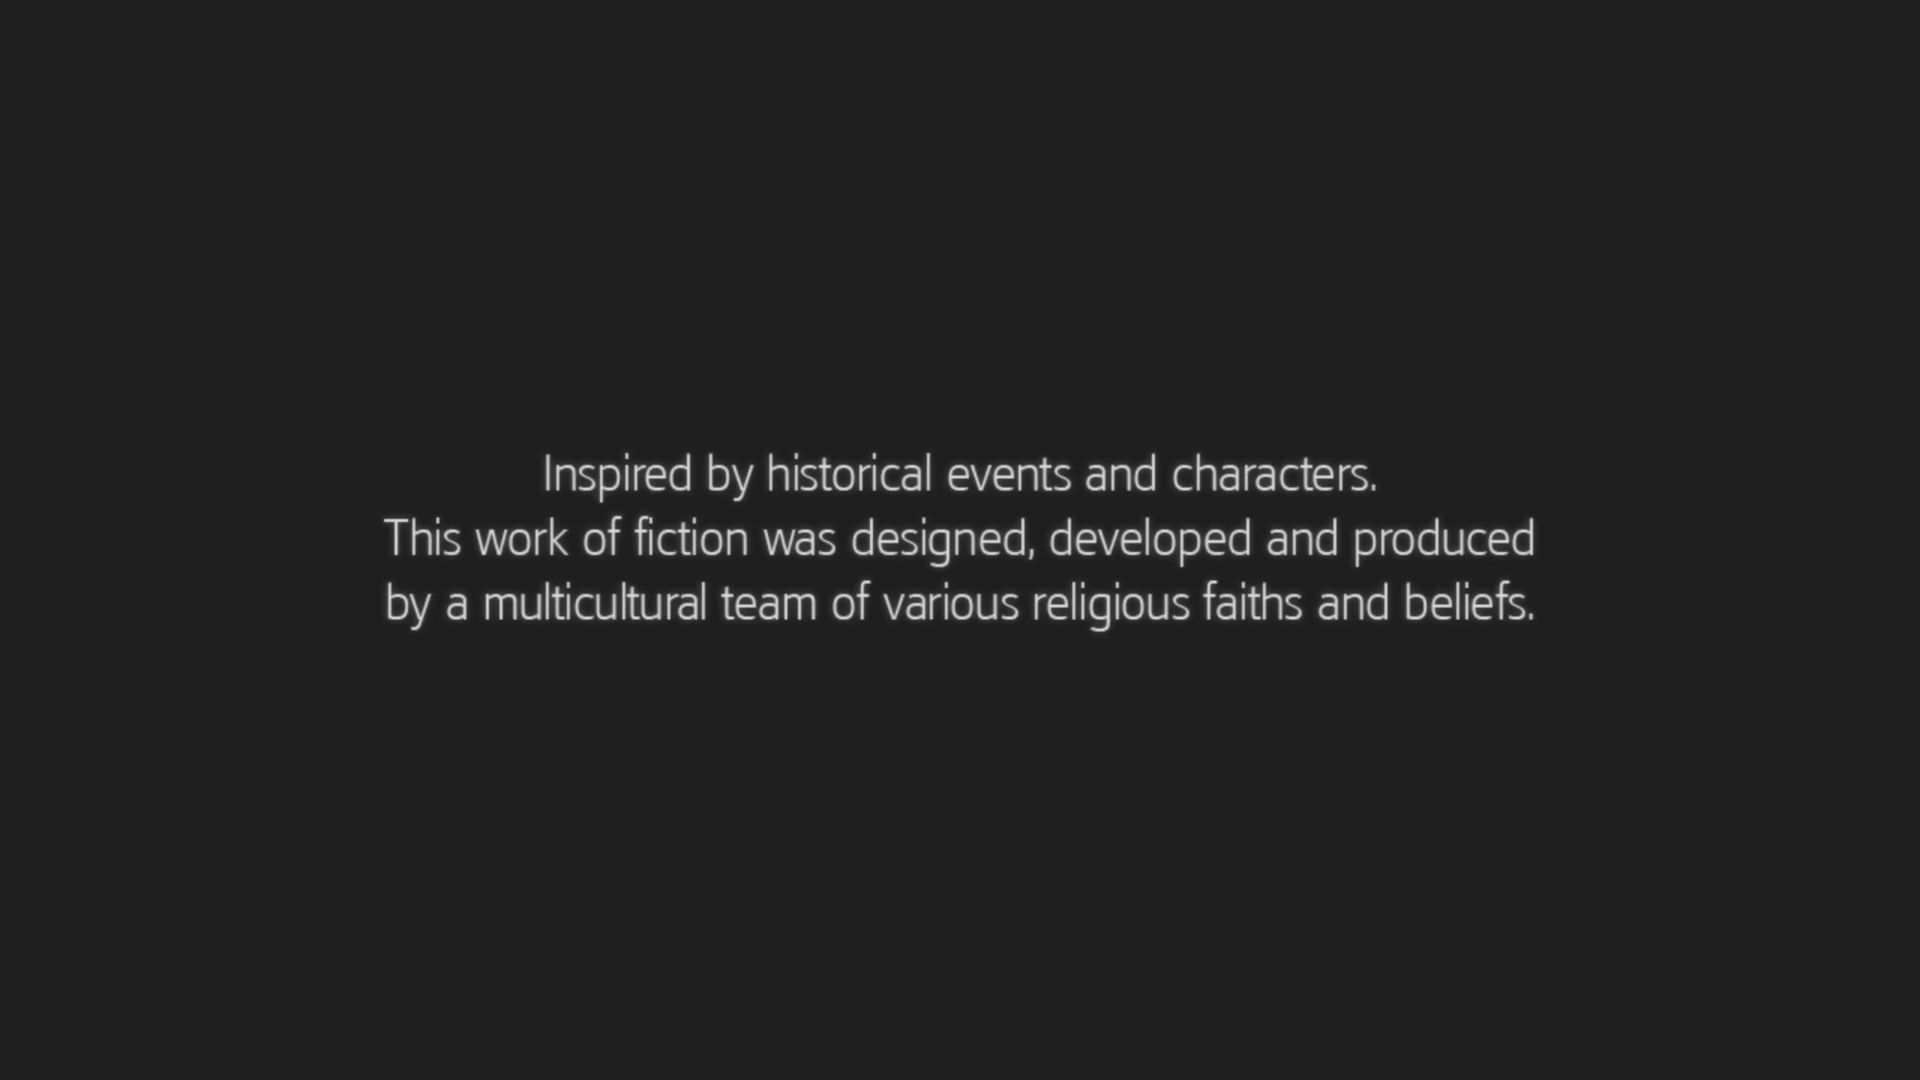 Inspired by historical events and characters.
This work of fiction was designed, developed and produced
by a multicultural team of various religious faiths and beliefs.